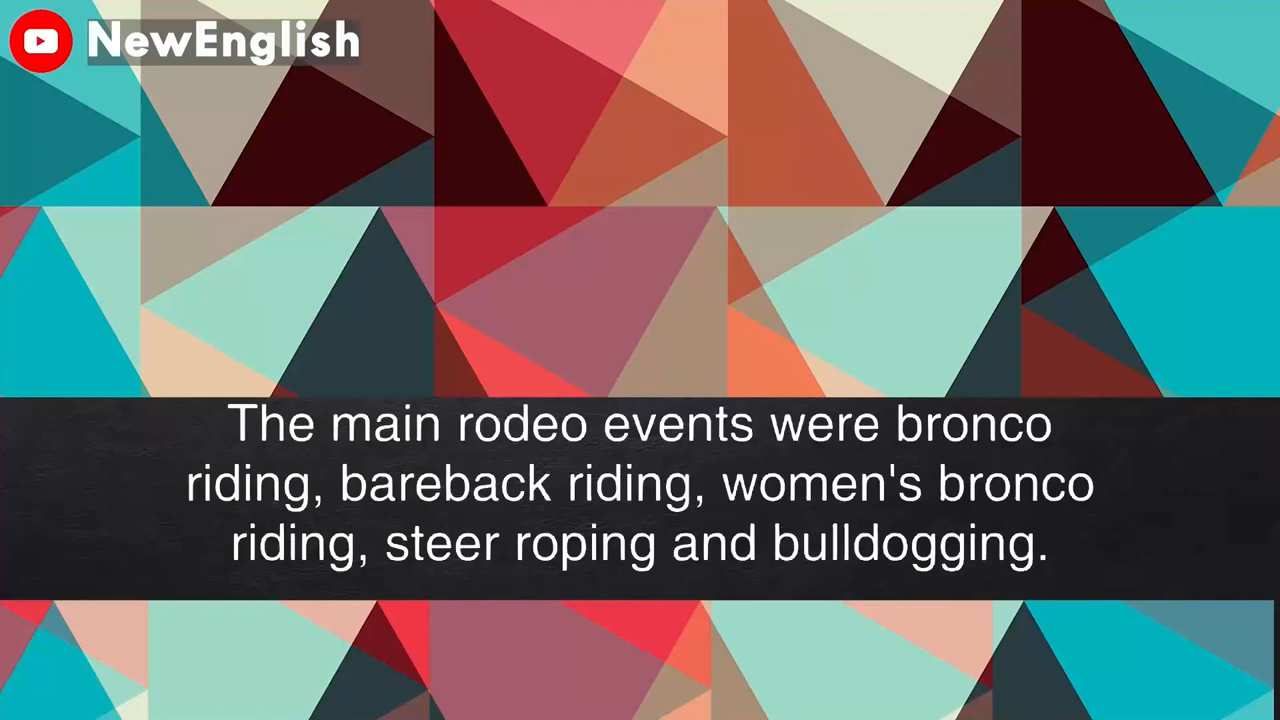 NewEnglish
The main rodeo events were bronco
riding, bareback riding, women's bronco
riding, steer roping and bulldogging.